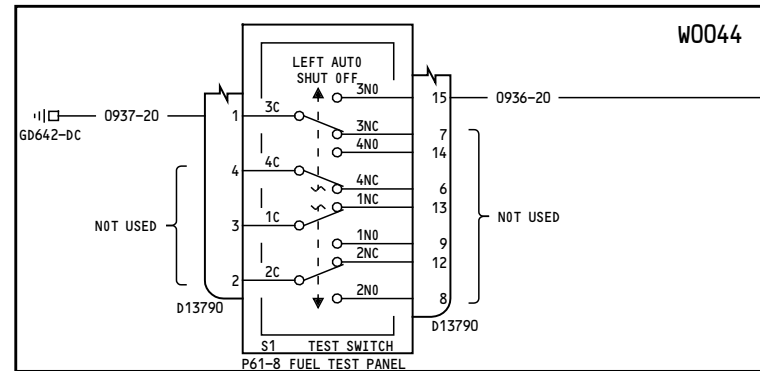 W0044
LEFT AUTO
SHUT OFF
3NO
15
0936-20
0937-20
1
3C
GD642-DC
3NC
7
4NO
14
4
4C
4NC
6
1NC
13
NOT USED
3
1C
NOT USED
1NO
9
2NC
12
2
2C
2NO
8
D13790
D13790
S1
TEST SWITCH
P61-8 FUEL TEST PANEL